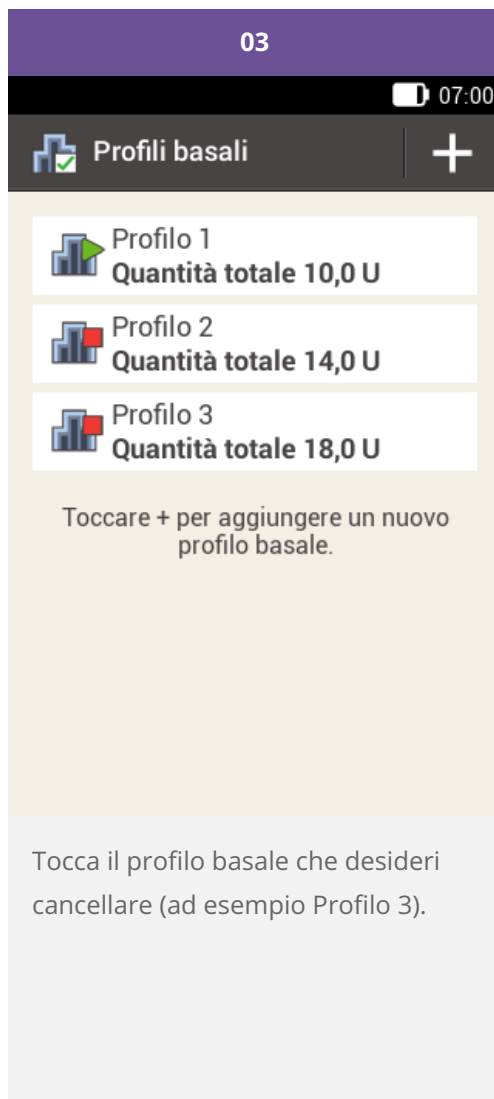 03
07:00
Profili basali
Profilo 1
Quantità totale 10,0 U
Profilo 2
Quantità totale 14,0 U
Profilo 3
Quantità totale 18,0 U
Toccare + per aggiungere un nuovo
profilo basale.
Tocca il profilo basale che desideri
cancellare (ad esempio Profilo 3).